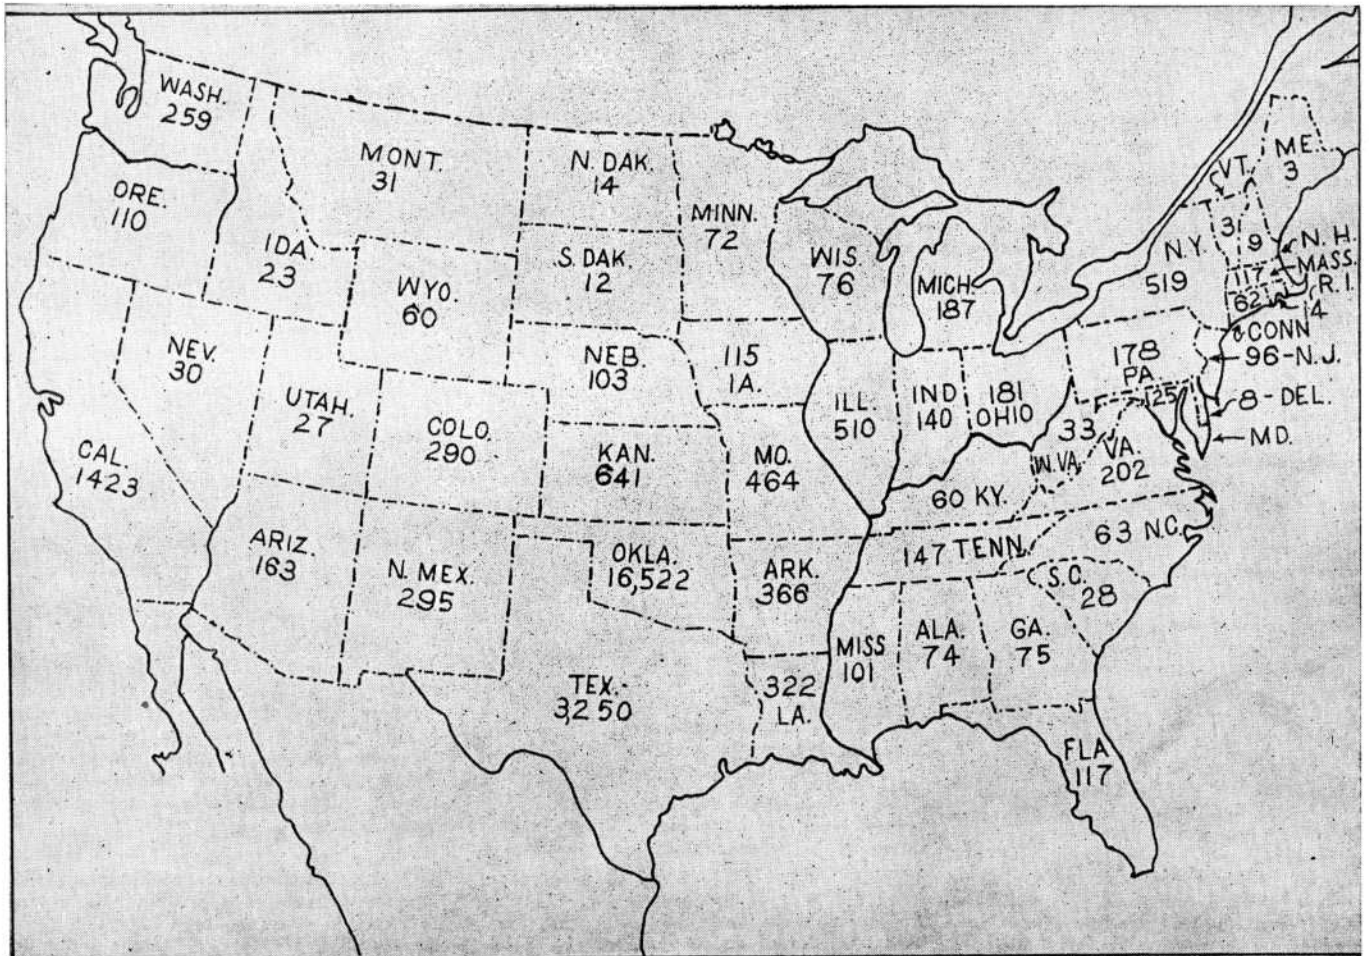 WASH.
259
ORE.
110
CAL.
1423
IDA.
23
NEV.
30
MONT.
31
WYO.
60
UTAH.
27
COLO.
290
ARIZ.
163
N. MEX.
295
N. DAK.
14
S. DAK.
12
NEB.
103
KAN.
641
OKLA.
16,522
TEX.
3,250
MINN.
72
115
IA.
MO.
464
ARK.
366
322
LA.
WIS.
76
ILL.
510
MICH.
187
IND
140
181
OHIO
60 KY.
147 TENN.
MISS
101
ALA.
74
GA.
75
FLA
117
S.C.
28
63 N.C.
VA.
202
33
W. VA.
178
PA
25
N.Y.
519
VT.
3
ME.
3
9
N. H.
117
MASS.
62
R. I.
14
CONN
96-N.J.
8-DEL.
MD.